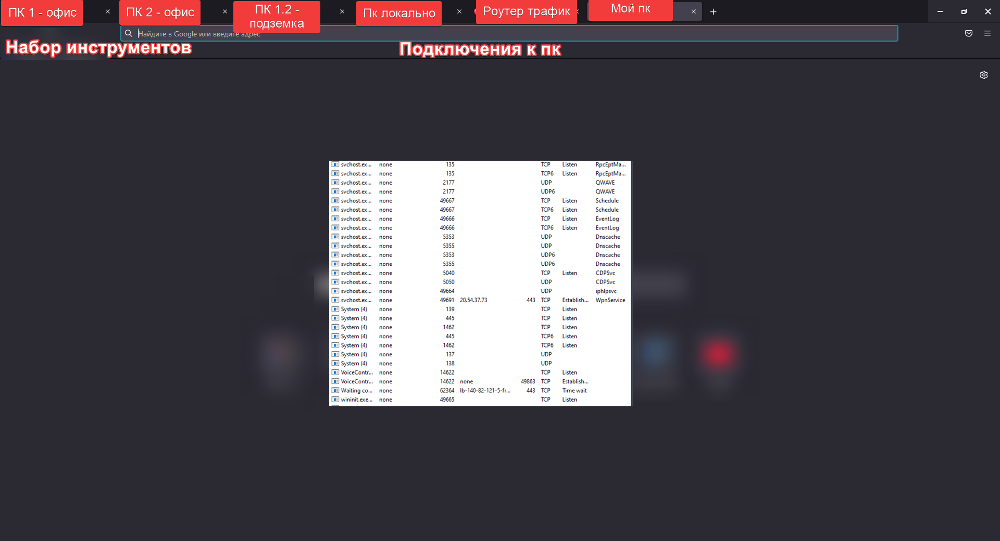 ПК 1 - офис
ПК 2 - офис
ПК 1.2 -
подземка
Пк локально
Роутер трафик
Мой пк
Найдите в Google или введите адрес
Набор инструментов
Подключения к пк
svchost.ex... none 135 TCP Listen RpcEptMa...
svchost.ex... none 135 TCP6 Listen RpcEptMa...
svchost.ex... none 2177 UDP QWAVE
svchost.ex... none 2177 UDP6 QWAVE
svchost.ex... none 49667 TCP Listen Schedule
svchost.ex... none 49667 TCP6 Listen Schedule
svchost.ex... none 49666 TCP Listen EventLog
svchost.ex... none 49666 TCP6 Listen EventLog
svchost.ex... none 5353 UDP Dnscache
svchost.ex... none 5355 UDP Dnscache
svchost.ex... none 5353 UDP6 Dnscache
svchost.ex... none 5355 UDP6 Dnscache
svchost.ex... none 5040 TCP Listen CDPSvc
svchost.ex... none 5050 UDP CDPSvc
svchost.ex... none 49664 UDP iphlpsvc
svchost.ex... none 49691 20.54.37.73 443 TCP Establish... WpnService
System (4) none 139 TCP Listen
System (4) none 445 TCP Listen
System (4) none 1462 TCP Listen
System (4) none 445 TCP6 Listen
System (4) none 1462 TCP6 Listen
System (4) none 137 UDP
System (4) none 138 UDP
VoiceContr... none 14622 TCP Listen
VoiceContr... none 14622 none 49863 TCP Establish...
Waiting co... none 62364 lb-140-82-121-5-fr... 443 TCP Time wait
wininit.exe... none 49665 TCP Listen